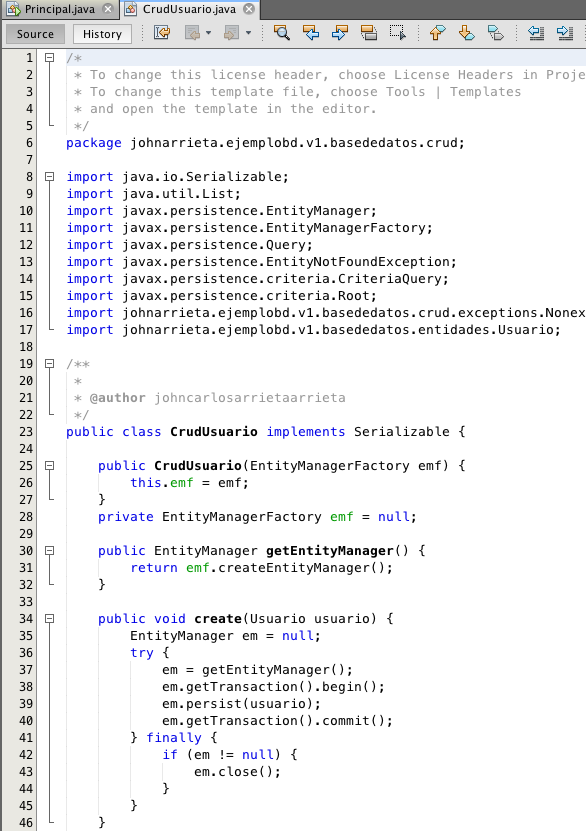 Principal.java CrudUsuario.java
Source History
1 /*
2 * To change this license header, choose License Headers in Proje
3 * To change this template file, choose Tools | Templates
4 * and open the template in the editor.
5 */
6 package johnarrieta.ejemplobd.v1.basededatos.crud;
7
8 import java.io.Serializable;
9 import java.util.List;
10 import javax.persistence.EntityManager;
11 import javax.persistence.EntityManagerFactory;
12 import javax.persistence.Query;
13 import javax.persistence.EntityNotFoundException;
14 import javax.persistence.criteria.CriteriaQuery;
15 import javax.persistence.criteria.Root;
16 import johnarrieta.ejemplobd.v1.basededatos.crud.exceptions.Nonex
17 import johnarrieta.ejemplobd.v1.basededatos.entidades.Usuario;
18
19 /**
20 *
21 * @author johncarlosarrietaarrieta
22 */
23 public class CrudUsuario implements Serializable {
24
25 public CrudUsuario(EntityManagerFactory emf) {
26 this.emf = emf;
27 }
28 private EntityManagerFactory emf = null;
29
30 public EntityManager getEntityManager() {
31 return emf.createEntityManager();
32 }
33
34 public void create(Usuario usuario) {
35 EntityManager em = null;
36 try {
37 em = getEntityManager();
38 em.getTransaction().begin();
39 em.persist(usuario);
40 em.getTransaction().commit();
41 } finally {
42 if (em != null) {
43 em.close();
44 }
45 }
46 }